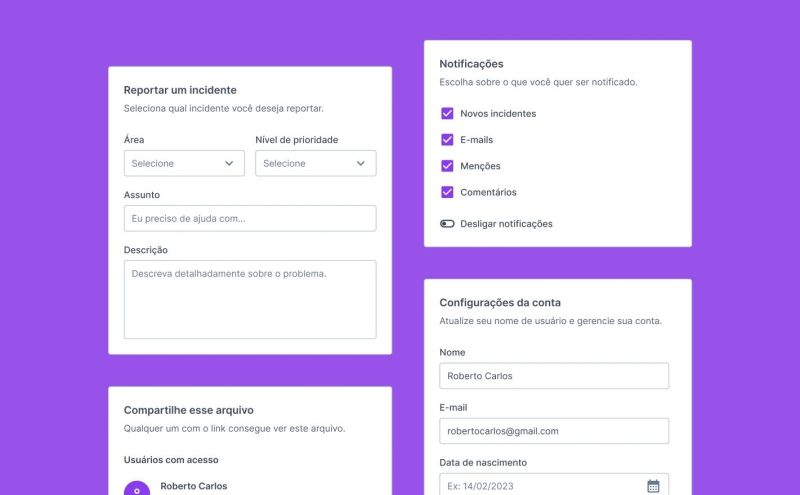 Reportar um incidente
Seleciona qual incidente você deseja reportar.
Área
Nível de prioridade
Selecione
Selecione
Assunto
Eu preciso de ajuda com...
Descrição
Descreva detalhadamente sobre o problema.
Compartilhe esse arquivo
Qualquer um com o link consegue ver este arquivo.
Usuários com acesso
Roberto Carlos
Notificações
Escolha sobre o que você quer ser notificado.
Novos incidentes
E-mails
Menções
Comentários
Desligar notificações
Configurações da conta
Atualize seu nome de usuário e gerencie sua conta.
Nome
Roberto Carlos
E-mail
robertocarlos@gmail.com
Data de nascimento
Ex: 14/02/2023